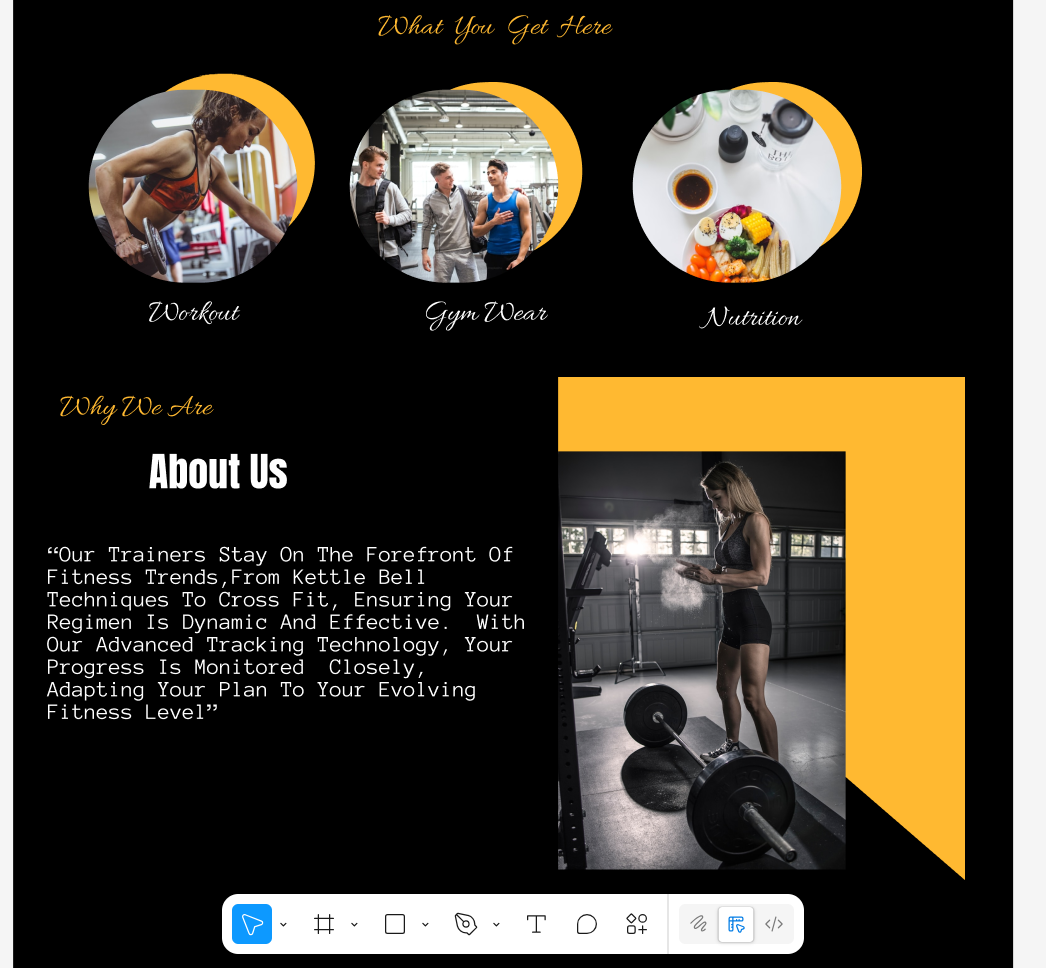 What You Get Here
Workout
Gym Wear
Nutrition
Why We Are
About Us
“Our Trainers Stay On The Forefront Of
Fitness Trends,From Kettle Bell
Techniques To Cross Fit, Ensuring Your
Regimen Is Dynamic And Effective.  With
Our Advanced Tracking Technology, Your
Progress Is Monitored  Closely,
Adapting Your Plan To Your Evolving
Fitness Level”